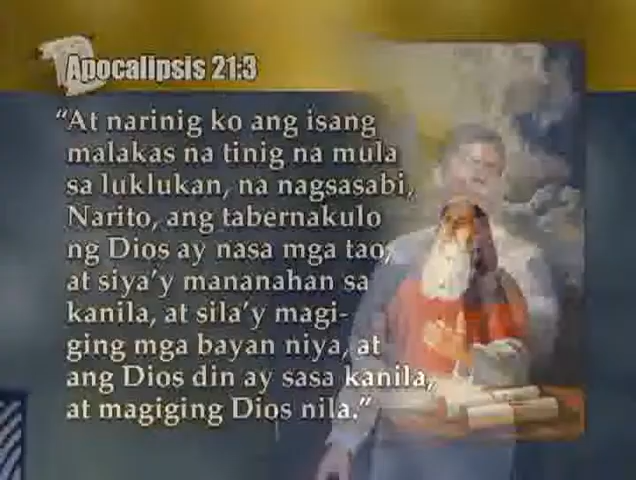 Apocalipsis 21:3
“At narinig ko ang isang
malakas na tinig na mula
sa luklukan, na nagsasabi,
Narito, ang tabernakulo
ng Dios ay nasa mga tao,
at siya’y mananahan sa
kanila, at sila’y magi-
ging mga bayan niya, at
ang Dios din ay sasa kanila,
at magiging Dios nila.”